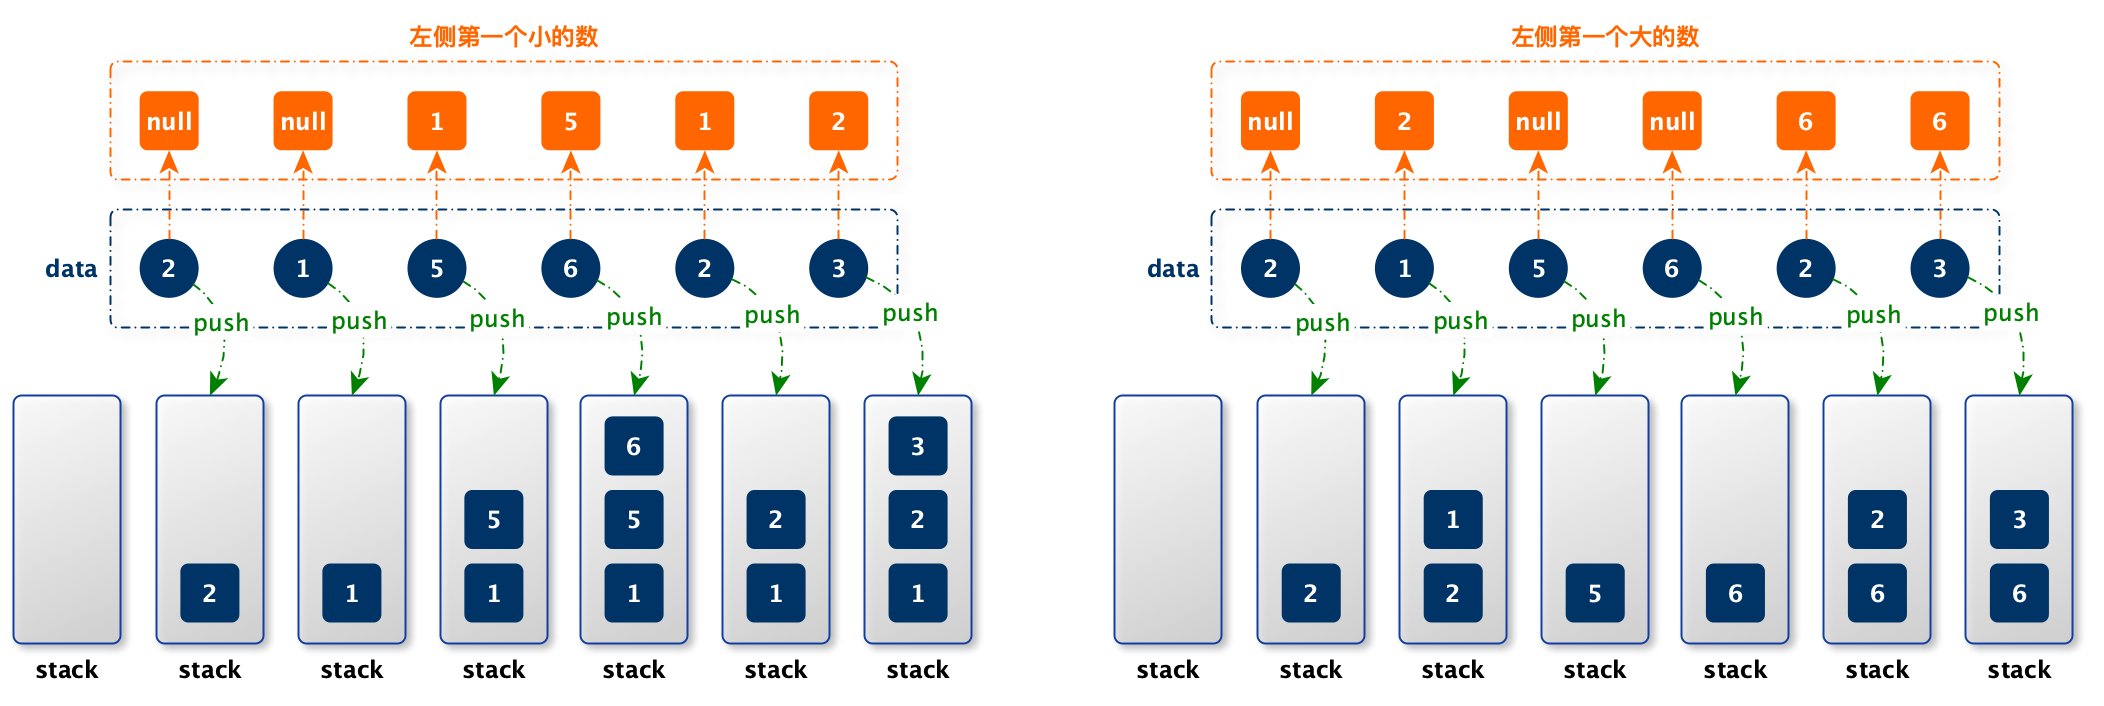 左侧第一个小的数
null null 1 5 1 2
data 2 1 5 6 2 3
push push push push push push
6 3
5 5 2 2
2 1 1 1 1 1
stack stack stack stack stack stack stack
左侧第一个大的数
null 2 null null 6 6
data 2 1 5 6 2 3
push push push push push push
1 2 3
2 2 5 6 6 6
stack stack stack stack stack stack stack